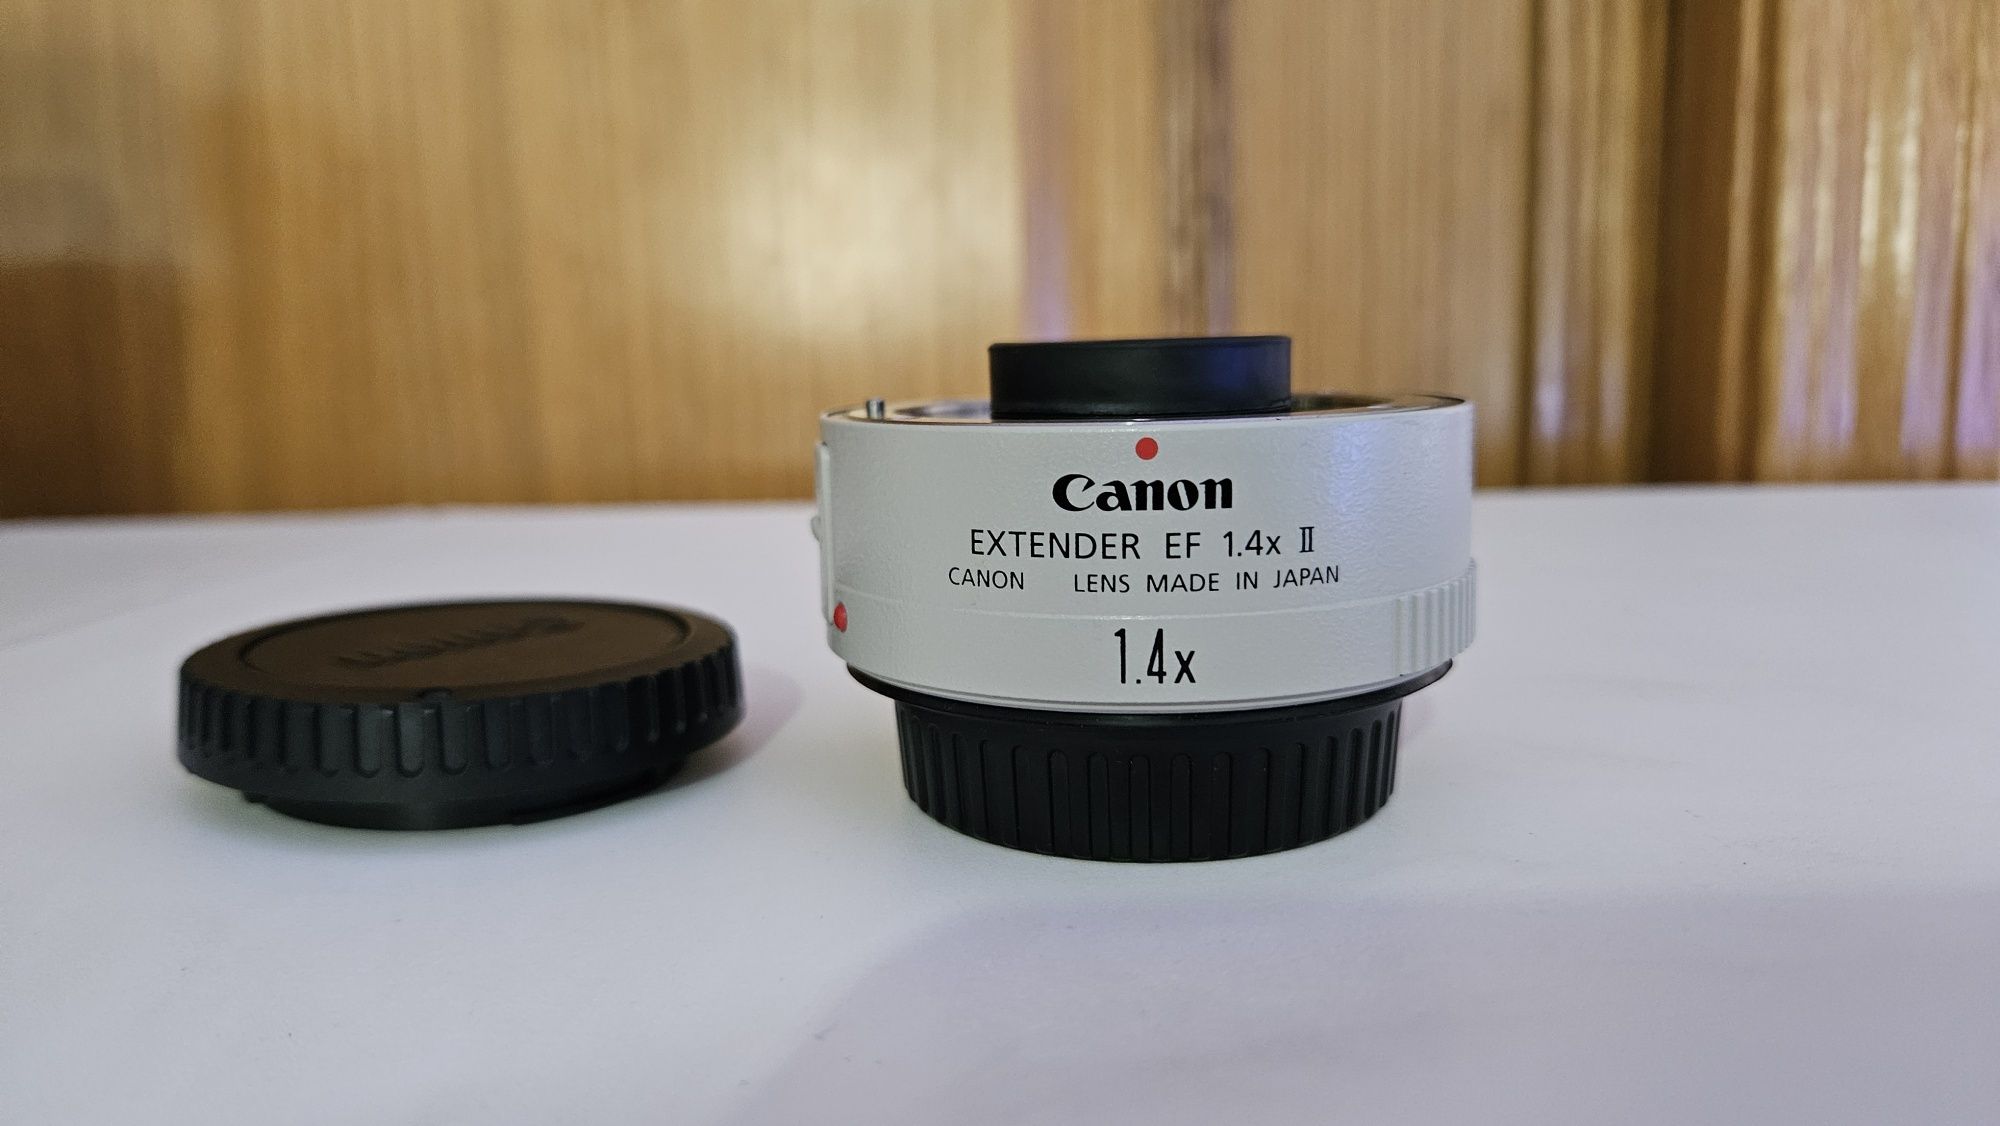 Canon
EXTENDER EF 1.4x II
CANON LENS MADE IN JAPAN
1.4x